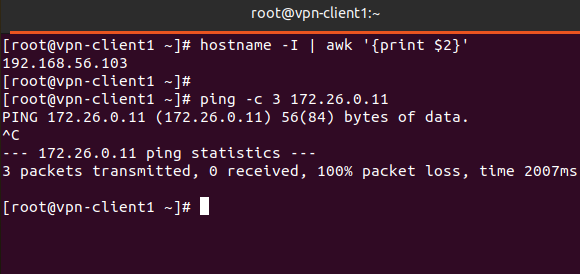 root@vpn-client1:~
[root@vpn-client1 ~]# hostname -I | awk '{print $2}'
192.168.56.103
[root@vpn-client1 ~]#
[root@vpn-client1 ~]# ping -c 3 172.26.0.11
PING 172.26.0.11 (172.26.0.11) 56(84) bytes of data.
^C
--- 172.26.0.11 ping statistics ---
3 packets transmitted, 0 received, 100% packet loss, time 2007ms
[root@vpn-client1 ~]#